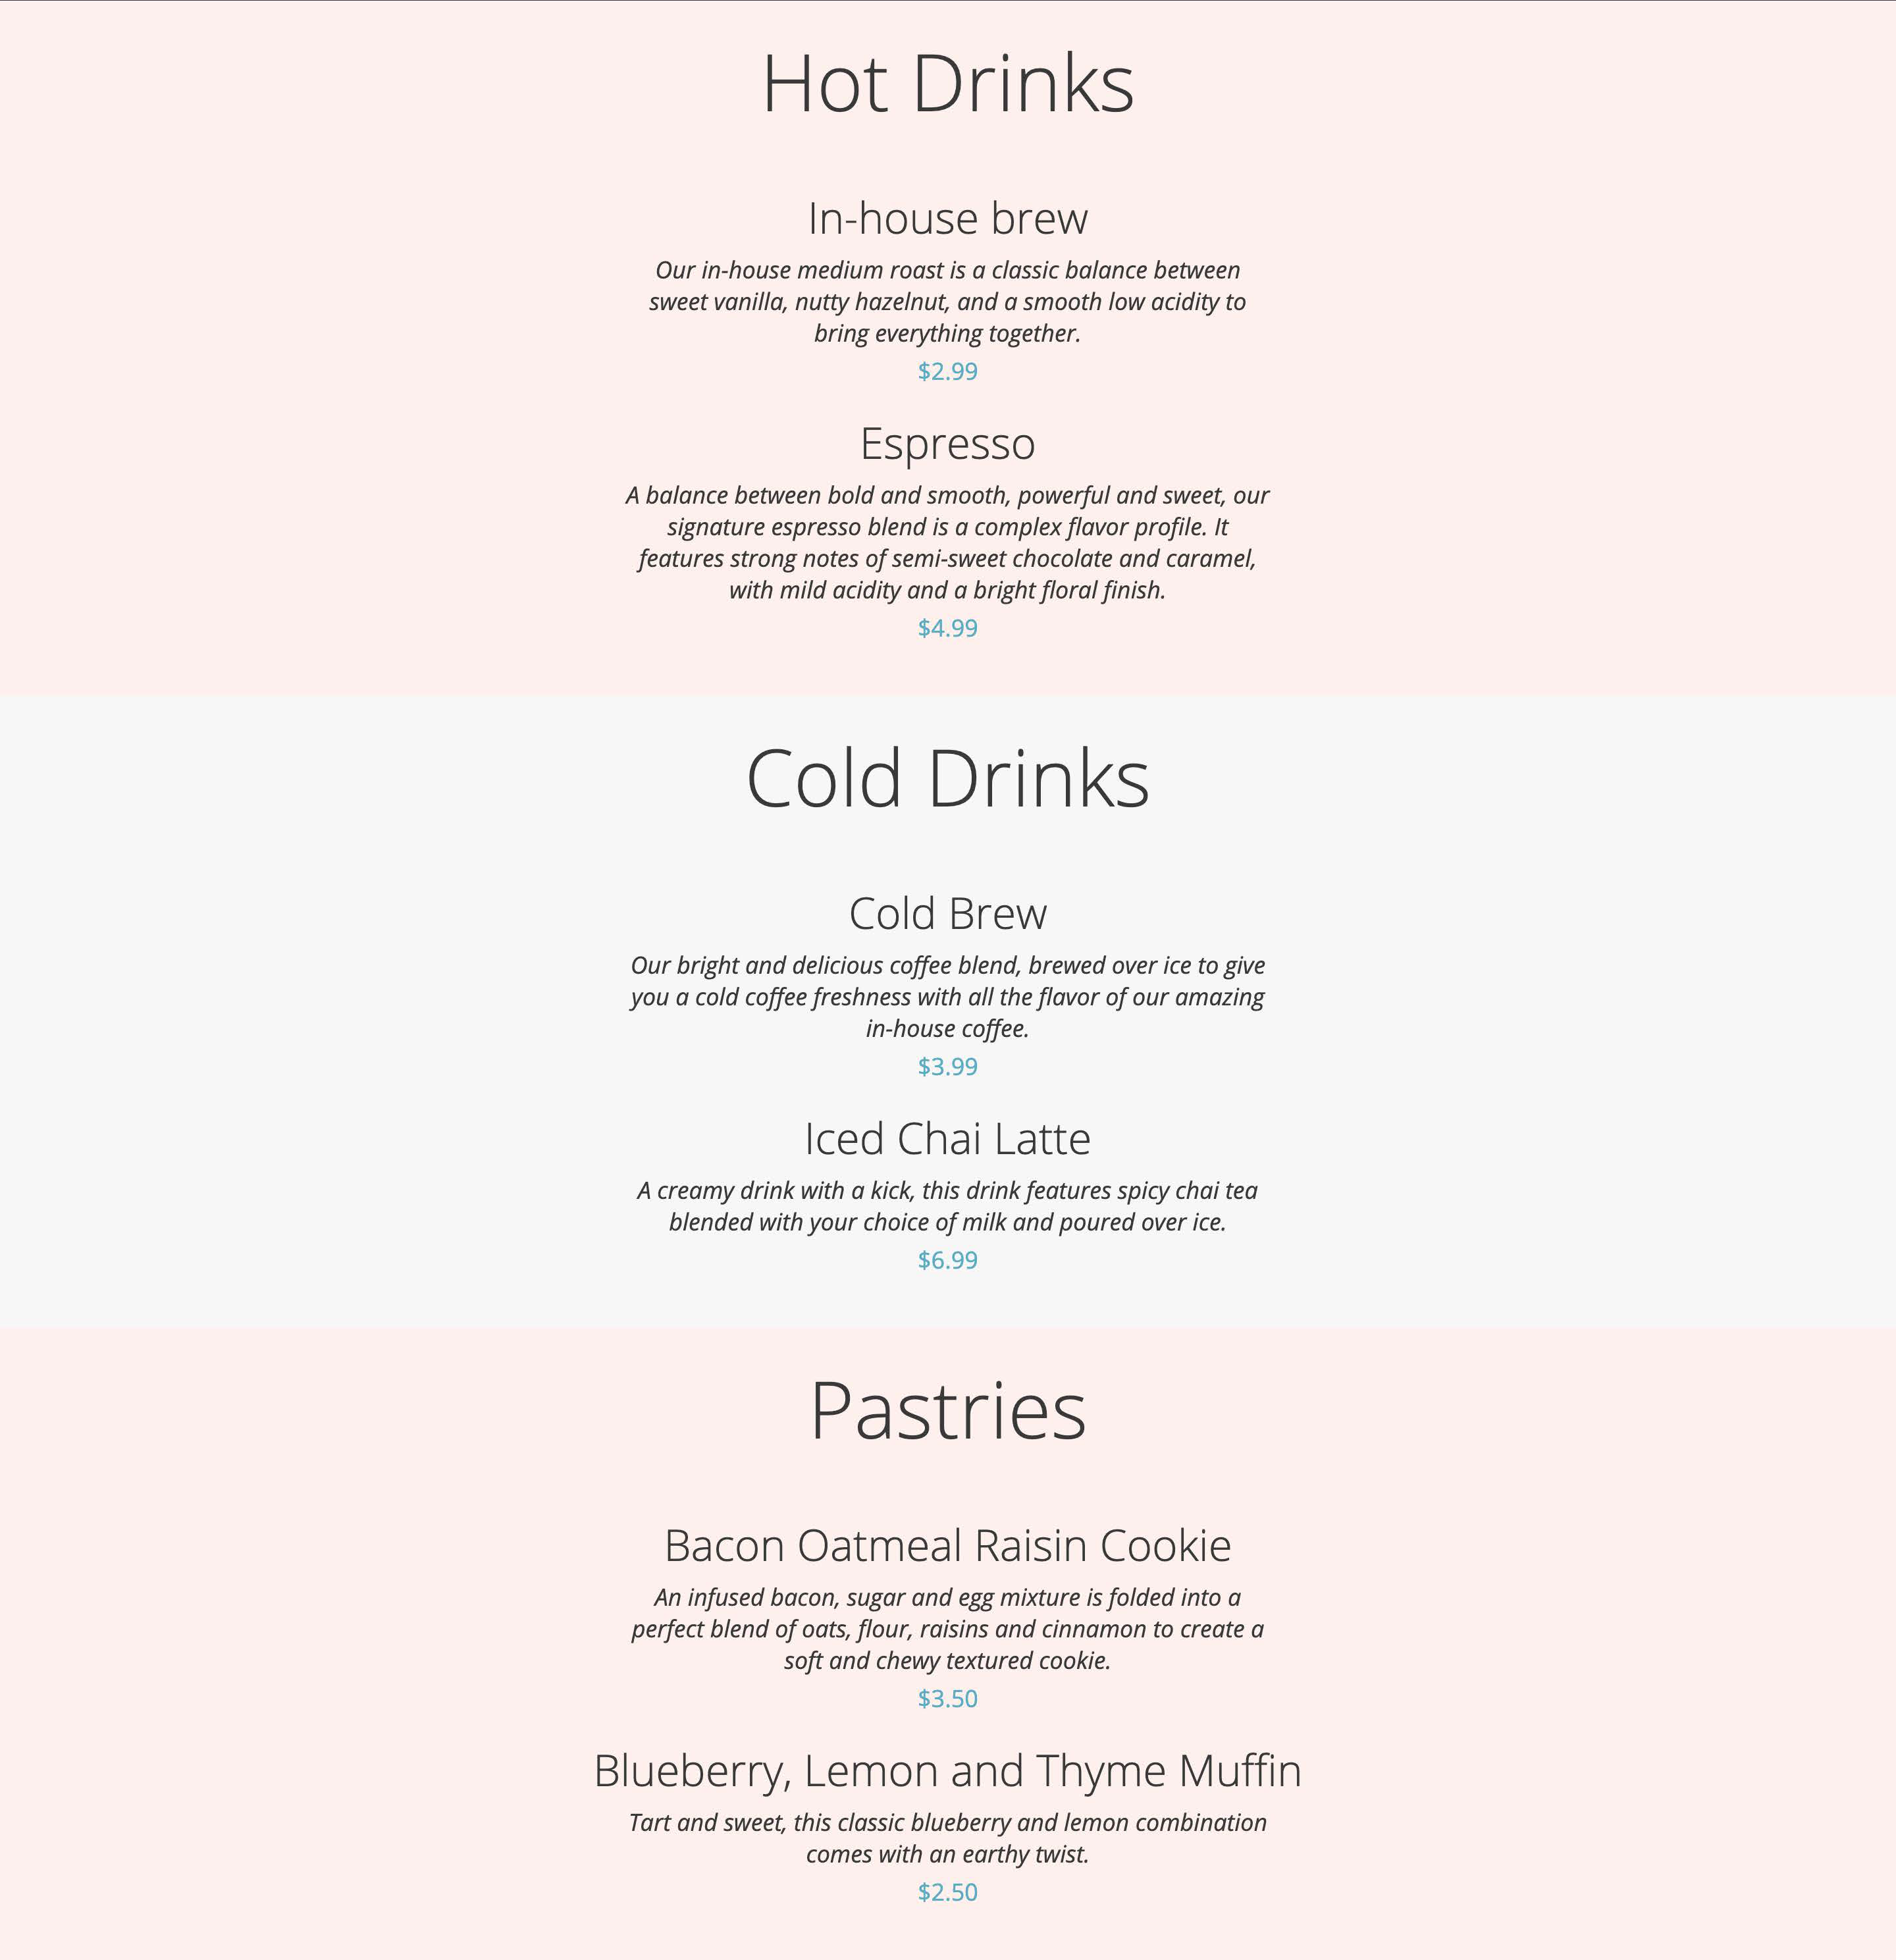 Hot Drinks
In-house brew
Our in-house medium roast is a classic balance between
sweet vanilla, nutty hazelnut, and a smooth low acidity to
bring everything together.
$2.99
Espresso
A balance between bold and smooth, powerful and sweet, our
signature espresso blend is a complex flavor profile. It
features strong notes of semi-sweet chocolate and caramel,
with mild acidity and a bright floral finish.
$4.99
Cold Drinks
Cold Brew
Our bright and delicious coffee blend, brewed over ice to give
you a cold coffee freshness with all the flavor of our amazing
in-house coffee.
$3.99
Iced Chai Latte
A creamy drink with a kick, this drink features spicy chai tea
blended with your choice of milk and poured over ice.
$6.99
Pastries
Bacon Oatmeal Raisin Cookie
An infused bacon, sugar and egg mixture is folded into a
perfect blend of oats, flour, raisins and cinnamon to create a
soft and chewy textured cookie.
$3.50
Blueberry, Lemon and Thyme Muffin
Tart and sweet, this classic blueberry and lemon combination
comes with an earthy twist.
$2.50